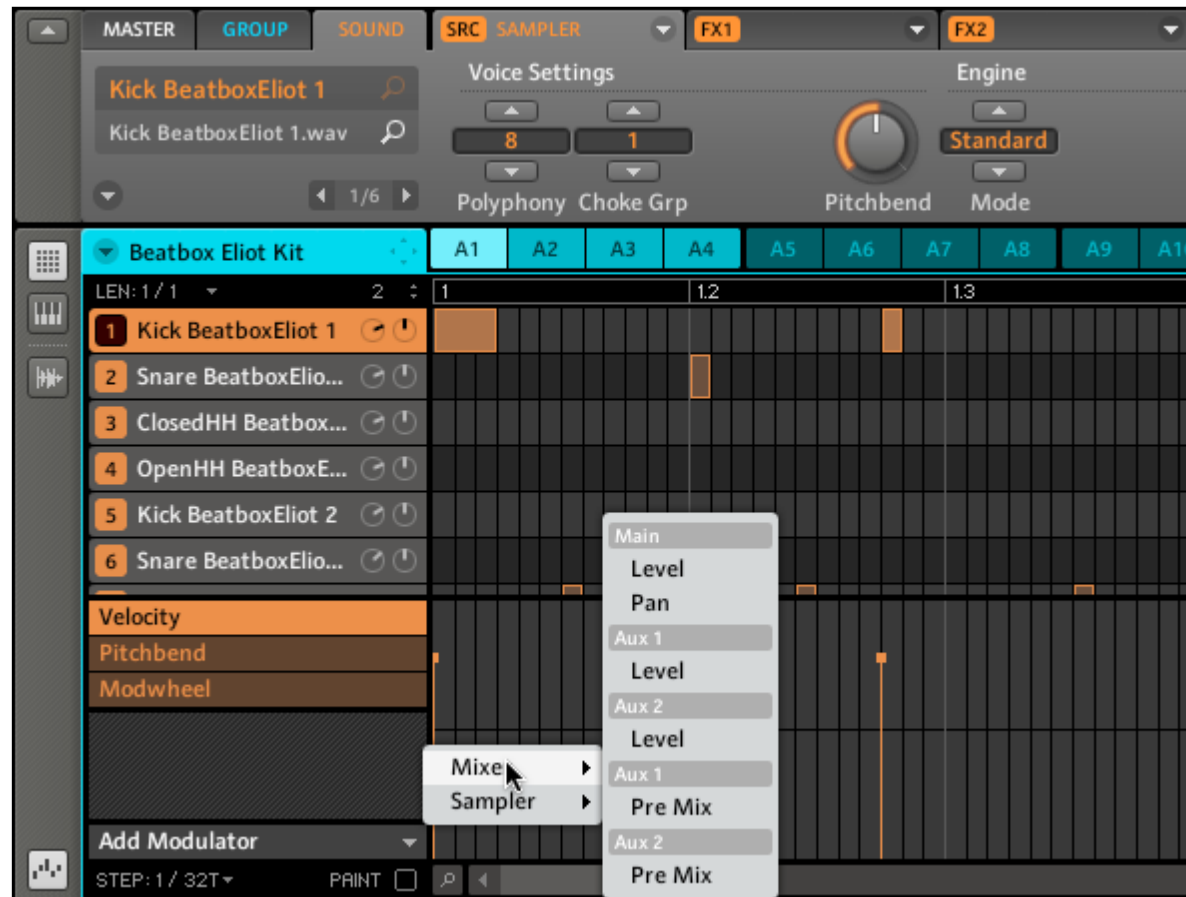 MASTER GROUP SOUND SRC SAMPLER FX1 FX2
Voice Settings Engine
Kick BeatboxEliot 1
Kick BeatboxEliot 1.wav
8 1 Standard
1/6
Polyphony Choke Grp Pitchbend Mode
Beatbox Eliot Kit A1 A2 A3 A4 A5 A6 A7 A8 A9
LEN: 1 / 1 2 1 1.2 1.3
1 Kick BeatboxEliot 1
2 Snare BeatboxElio...
3 ClosedHH Beatbox...
4 OpenHH BeatboxE...
5 Kick BeatboxEliot 2
6 Snare BeatboxElio...
Velocity
Pitchbend
Modwheel
Add Modulator
STEP: 1 / 32T PAINT
Mixe
Sampler
Main
Level
Pan
Aux 1
Level
Aux 2
Level
Aux 1
Pre Mix
Aux 2
Pre Mix